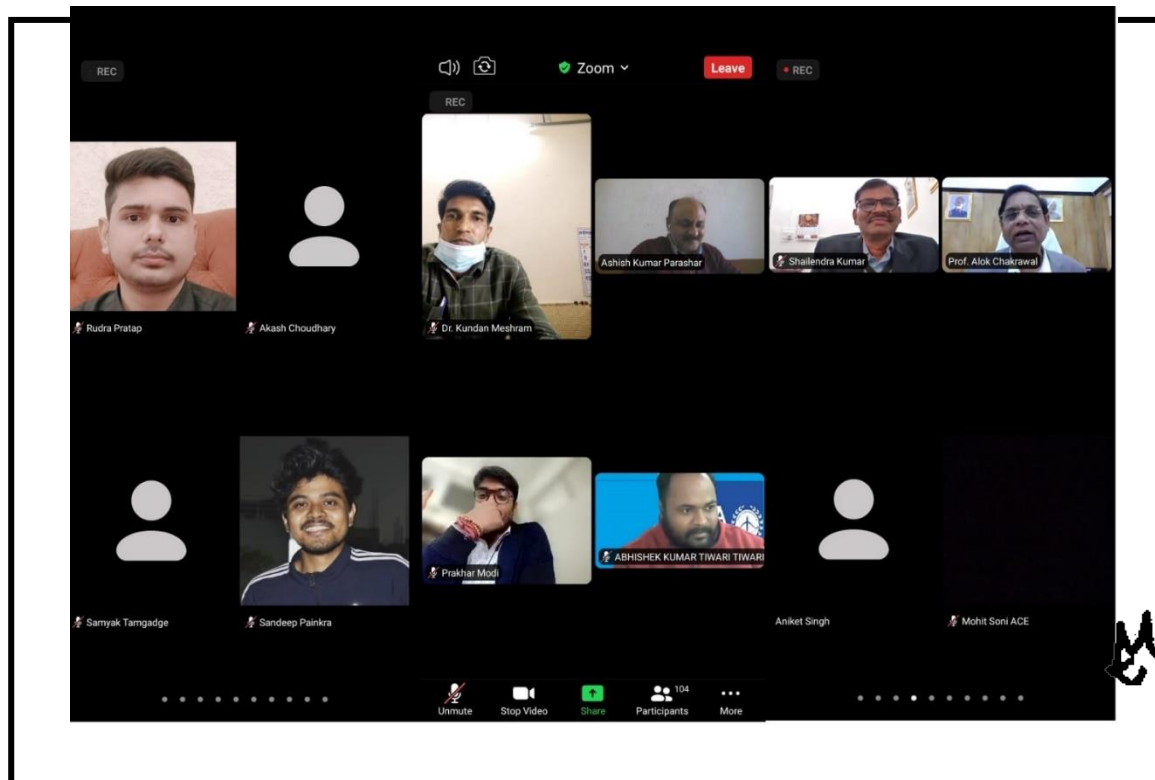 REC
Rudra Pratap
Akash Choudhary
Samyak Tamgadge
Sandeep Painkra
Zoom
Leave
REC
Dr. Kundan Meshram
Ashish Kumar Parashar
Prakhar Modi
ABHISHEK KUMAR TIWARI TIWARI
Unmute
Stop Video
Share
104
Participants
More
REC
Shailendra Kumar
Prof. Alok Chakrawal
Aniket Singh
Mohit Soni ACE